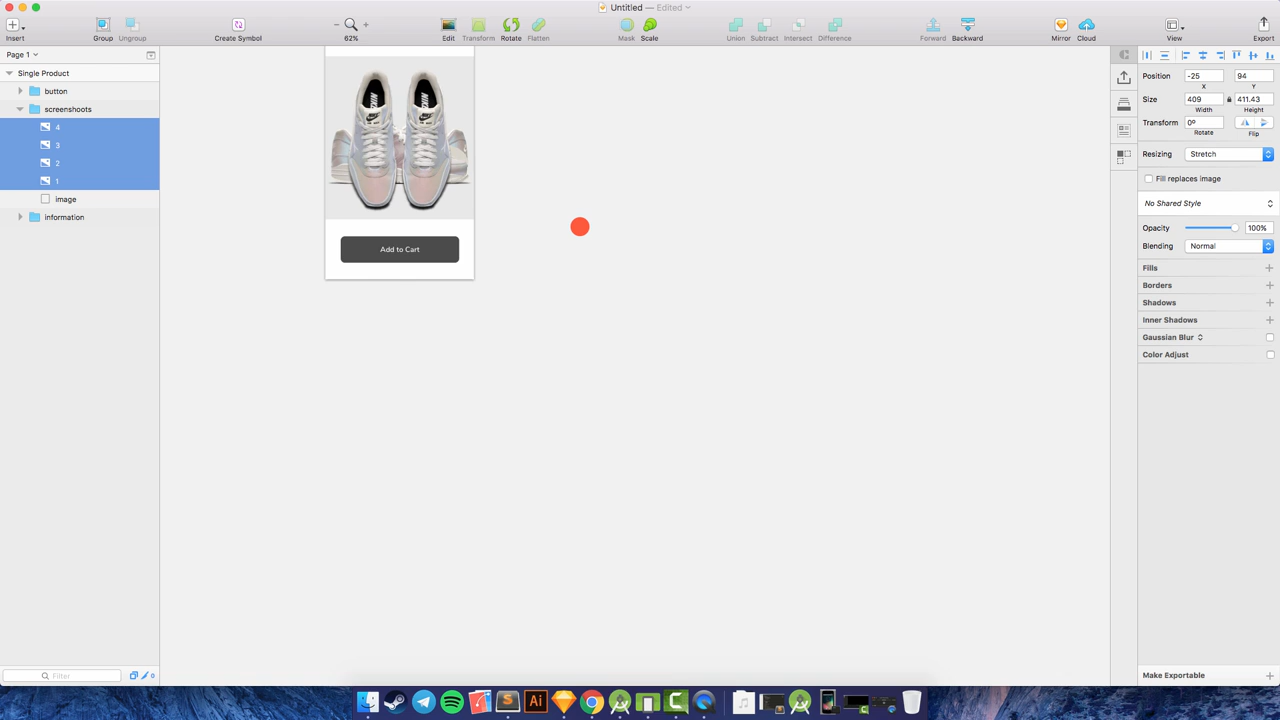 Untitled — Edited
Insert
Group
Ungroup
Create Symbol
62%
Edit
Transform
Rotate
Flatten
Mask
Scale
Union
Subtract
Intersect
Difference
Forward
Backward
Mirror
Cloud
View
Export
Page 1
Single Product
button
screenshoots
4
3
2
1
image
information
Filter
0
NIKE
NIKE
Add to Cart
Position
-25
94
X
Y
Size
409
411.43
Width
Height
Transform
0º
Rotate
Flip
Resizing
Stretch
Fill replaces image
No Shared Style
Opacity
100%
Blending
Normal
Fills
Borders
Shadows
Inner Shadows
Gaussian Blur
Color Adjust
Make Exportable
S
Ai
C